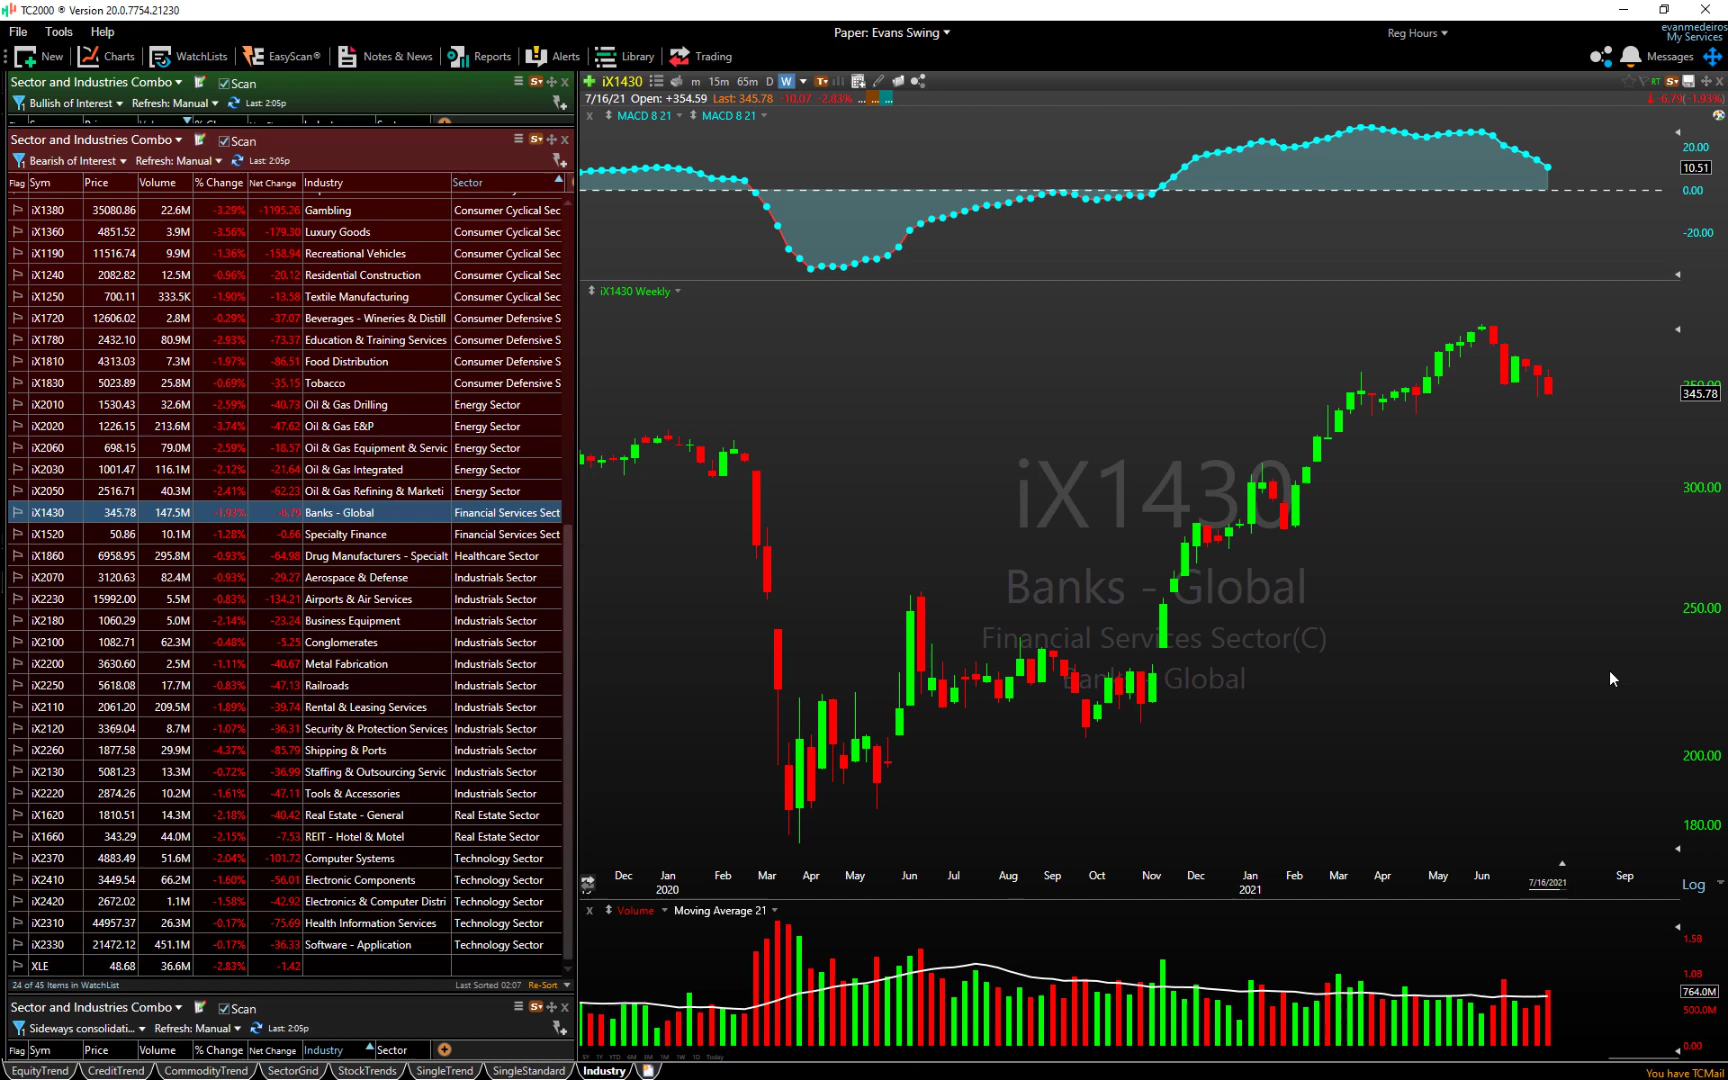 TC2000 ® Version 20.0.7754.21230
File Tools Help
Paper: Evans Swing
Reg Hours
evanmedeiros
My Services
New Charts WatchLists EasyScan® Notes & News Reports Alerts Library Trading
Messages
Sector and Industries Combo Scan
Bullish of Interest Refresh: Manual Last: 2:05p
Sector and Industries Combo Scan
Bearish of Interest Refresh: Manual Last: 2:05p
Flag Sym Price Volume % Change Net Change Industry Sector
iX1380 35080.86 22.6M -3.29% -1195.26 Gambling Consumer Cyclical Sec
iX1360 4851.52 3.9M -3.56% -179.30 Luxury Goods Consumer Cyclical Sec
iX1190 11516.74 9.9M -1.36% -158.94 Recreational Vehicles Consumer Cyclical Sec
iX1240 2082.82 12.5M -0.96% -20.12 Residential Construction Consumer Cyclical Sec
iX1250 700.11 333.5K -1.90% -13.58 Textile Manufacturing Consumer Cyclical Sec
iX1720 12606.02 2.8M -0.29% -37.07 Beverages - Wineries & Distill Consumer Defensive S
iX1780 2432.10 80.9M -2.93% -73.37 Education & Training Services Consumer Defensive S
iX1810 4313.03 7.3M -1.97% -86.51 Food Distribution Consumer Defensive S
iX1830 5023.89 25.8M -0.69% -35.15 Tobacco Consumer Defensive S
iX2010 1530.43 32.6M -2.59% -40.73 Oil & Gas Drilling Energy Sector
iX2020 1226.15 213.6M -3.74% -47.62 Oil & Gas E&P Energy Sector
iX2060 698.15 79.0M -2.59% -18.57 Oil & Gas Equipment & Servic Energy Sector
iX2030 1001.47 116.1M -2.12% -21.64 Oil & Gas Integrated Energy Sector
iX2050 2516.71 40.3M -2.41% -62.23 Oil & Gas Refining & Marketi Energy Sector
iX1430 345.78 147.5M -1.93% -6.79 Banks - Global Financial Services Sect
iX1520 50.86 10.1M -1.28% -0.66 Specialty Finance Financial Services Sect
iX1860 6958.95 295.8M -0.93% -64.98 Drug Manufacturers - Specialt Healthcare Sector
iX2070 3120.63 82.4M -0.93% -29.27 Aerospace & Defense Industrials Sector
iX2230 15992.00 5.5M -0.83% -134.21 Airports & Air Services Industrials Sector
iX2180 1060.29 5.0M -2.14% -23.24 Business Equipment Industrials Sector
iX2100 1082.71 62.3M -0.48% -5.25 Conglomerates Industrials Sector
iX2200 3630.60 2.5M -1.11% -40.67 Metal Fabrication Industrials Sector
iX2250 5618.08 17.7M -0.83% -47.13 Railroads Industrials Sector
iX2110 2061.20 209.5M -1.89% -39.74 Rental & Leasing Services Industrials Sector
iX2120 3369.04 8.7M -1.07% -36.31 Security & Protection Services Industrials Sector
iX2260 1877.58 29.9M -4.37% -85.79 Shipping & Ports Industrials Sector
iX2130 5081.23 13.3M -0.72% -36.99 Staffing & Outsourcing Servic Industrials Sector
iX2220 2874.26 10.2M -1.61% -47.11 Tools & Accessories Industrials Sector
iX1620 1810.51 14.3M -2.18% -40.42 Real Estate - General Real Estate Sector
iX1660 343.29 44.0M -2.15% -7.53 REIT - Hotel & Motel Real Estate Sector
iX2370 4883.49 51.6M -2.04% -101.72 Computer Systems Technology Sector
iX2410 3449.54 66.2M -1.60% -56.01 Electronic Components Technology Sector
iX2420 2672.02 1.1M -1.58% -42.92 Electronics & Computer Distri Technology Sector
iX2310 44957.37 26.3M -0.17% -75.69 Health Information Services Technology Sector
iX2330 21472.12 451.1M -0.17% -36.33 Software - Application Technology Sector
XLE 48.68 36.6M -2.83% -1.42
24 of 45 Items in WatchList Last Sorted 02:07 Re-Sort
Sector and Industries Combo Scan
Sideways consolidati... Refresh: Manual Last: 2:05p
Flag Sym Price Volume % Change Net Change Industry Sector
EquityTrend CreditTrend CommodityTrend SectorGrid StockTrends SingleTrend SingleStandard Industry
iX1430 m 15m 65m D W
7/16/21 Open: +354.59 Last: 345.78 -10.07 -2.83% ... ... ...
-6.79(-1.93%)
MACD 8 21 MACD 8 21
20.00
10.51
0.00
-20.00
iX1430 Weekly
345.78
300.00
250.00
200.00
180.00
iX1430
Banks - Global
Financial Services Sector(C)
Banks - Global
Dec Jan Feb Mar Apr May Jun Jul Aug Sep Oct Nov Dec Jan Feb Mar Apr May Jun 7/16/2021 Sep
2020 2021
Log
Volume Moving Average 21
1.5B
1.0B
764.0M
500.0M
0.00
5Y 1Y YTD 6M 3M 1M 1W 1D Today
You have TCMail